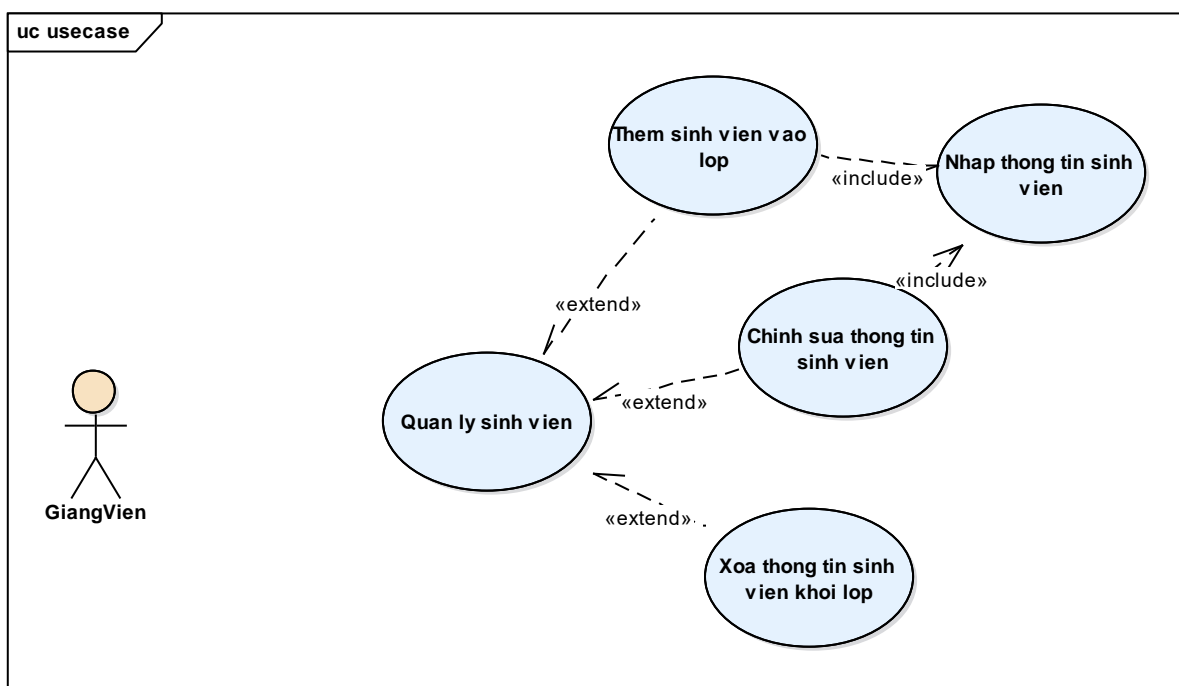 uc usecase
Them sinh vien vao
lop
Nhap thong tin sinh
vien
«include»
«include»
«extend»
Chinh sua thong tin
sinh vien
«extend»
Quan ly sinh vien
GiangVien
«extend»
Xoa thong tin sinh
vien khoi lop